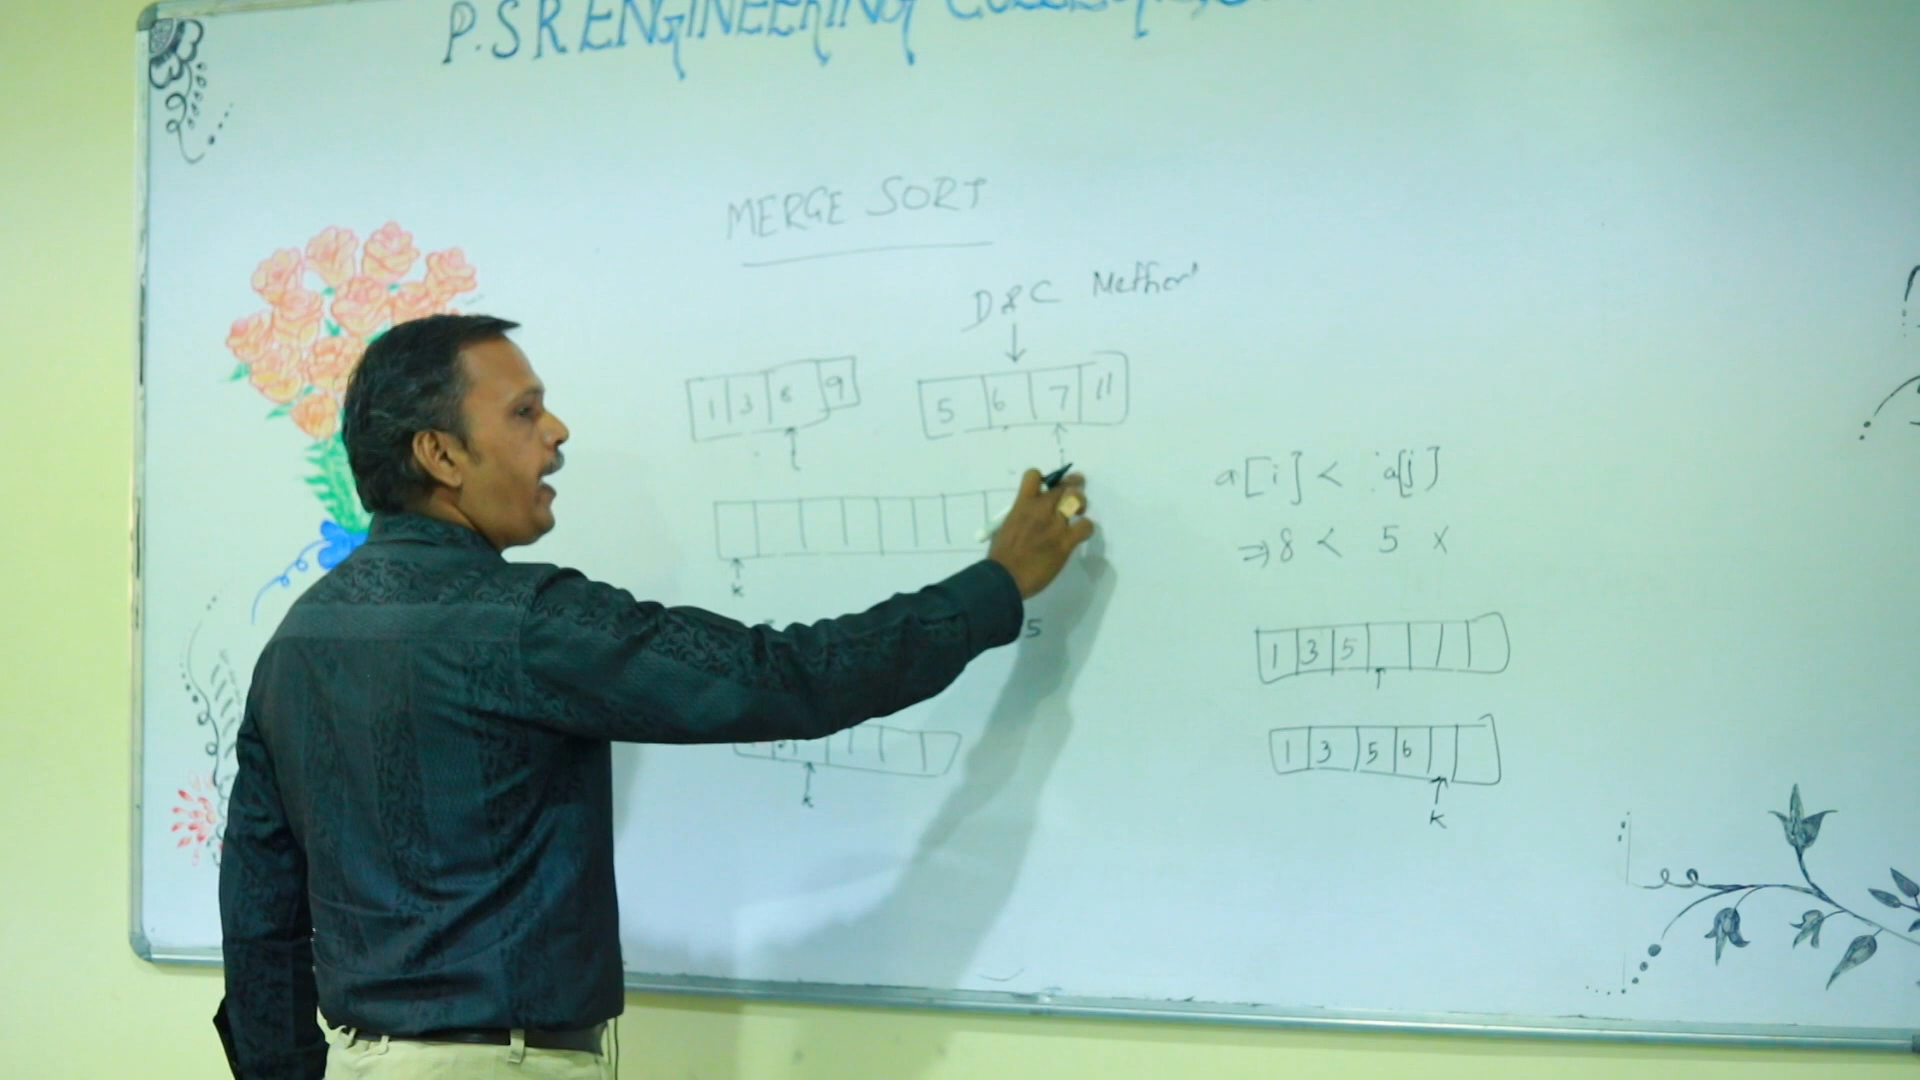 P.S.R ENGINEERING
MERGE SORT
D & C Method
1 3 8 9
5 6 7 11
i
k
a[i] < a[j]
⇒ 8 < 5 x
5
1 3 5
k
1 3 5 6
k